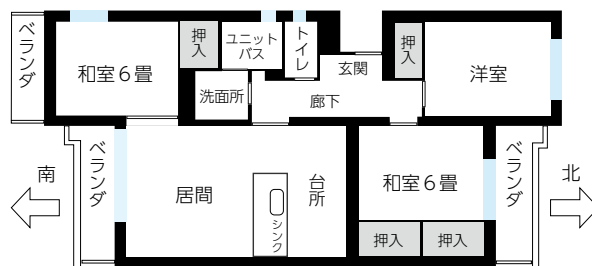 ベランダ
和室６畳
押入
ユニット
バス
トイレ
玄関
押入
洋室
洗面所
廊下
南
ベランダ
居間
台所
シンク
和室６畳
ベランダ
北
押入
押入